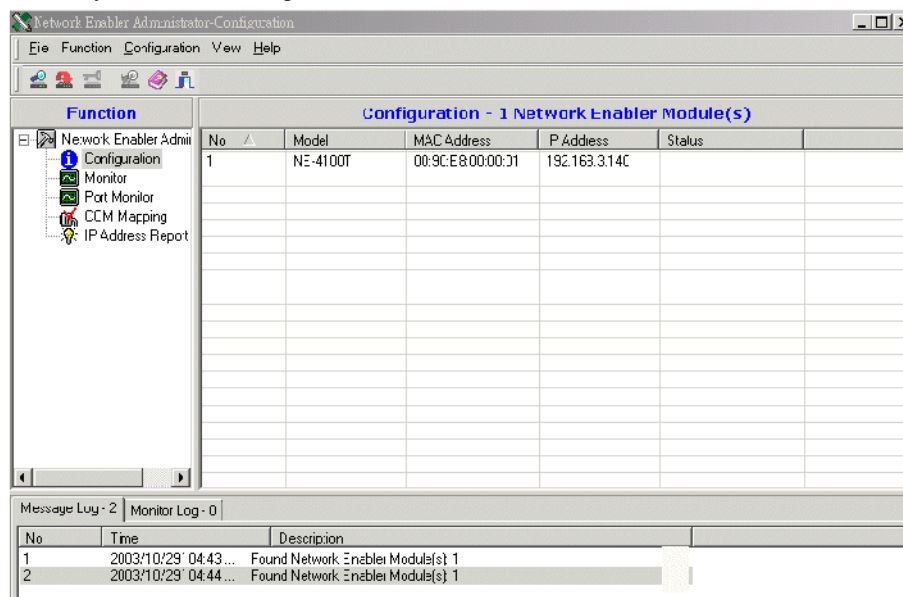 Network Enabler Administrator-Configuration
File Function Configuration View Help
Function
Configuration - 1 Network Enabler Module(s)
Network Enabler Admii
Configuration
Monitor
Port Monitor
COM Mapping
IP Address Report
No Model MAC Address IP Address Status
1 NE-4100T 00:90:E8:00:00:01 192.168.3.140
Message Log - 2 Monitor Log - 0
No Time Description
1 2003/10/29 04:43... Found Network Enabler Module(s): 1
2 2003/10/29 04:44... Found Network Enabler Module(s): 1